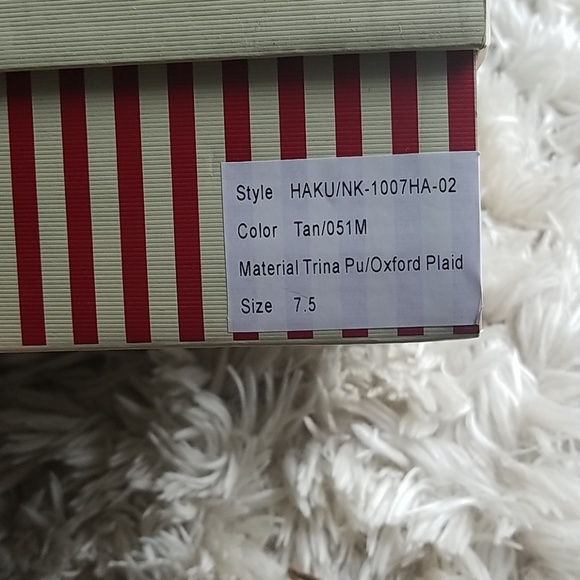 Style HAKU/NK-1007HA-02
Color Tan/051M
Material Trina Pu/Oxford Plaid
Size 7.5